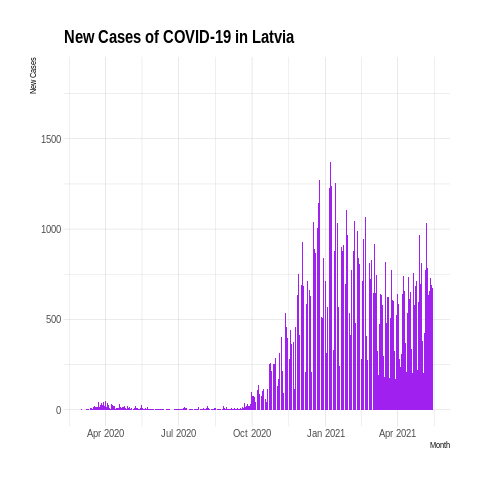 New Cases of COVID-19 in Latvia
New Cases
1500
1000
500
0
Apr 2020 Jul 2020 Oct 2020 Jan 2021 Apr 2021
Month